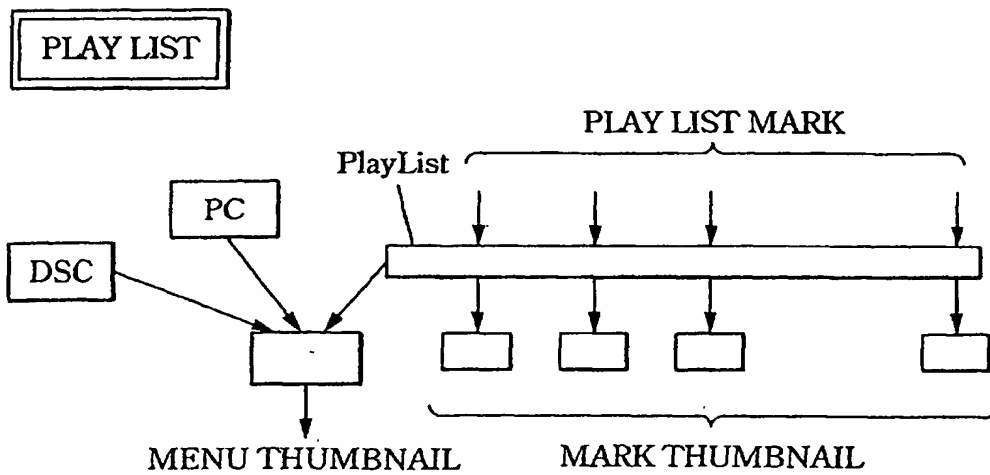 PLAY LIST
PLAY LIST MARK
PlayList
PC
DSC
MENU THUMBNAIL
MARK THUMBNAIL